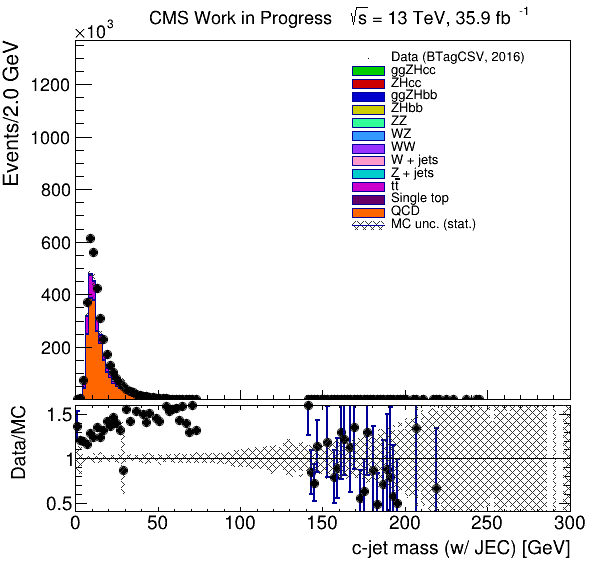 CMS Work in Progress √s = 13 TeV, 35.9 fb⁻¹
×10³
Events/2.0 GeV
1200
1000
800
600
400
200
Data (BTagCSV, 2016)
ggZHcc
ZHcc
ggZHbb
ZHbb
ZZ
WZ
WW
W + jets
Z + jets
tt̅
Single top
QCD
MC unc. (stat.)
Data/MC
1.5
1
0.5
0 50 100 150 200 250 300
c-jet mass (w/ JEC) [GeV]